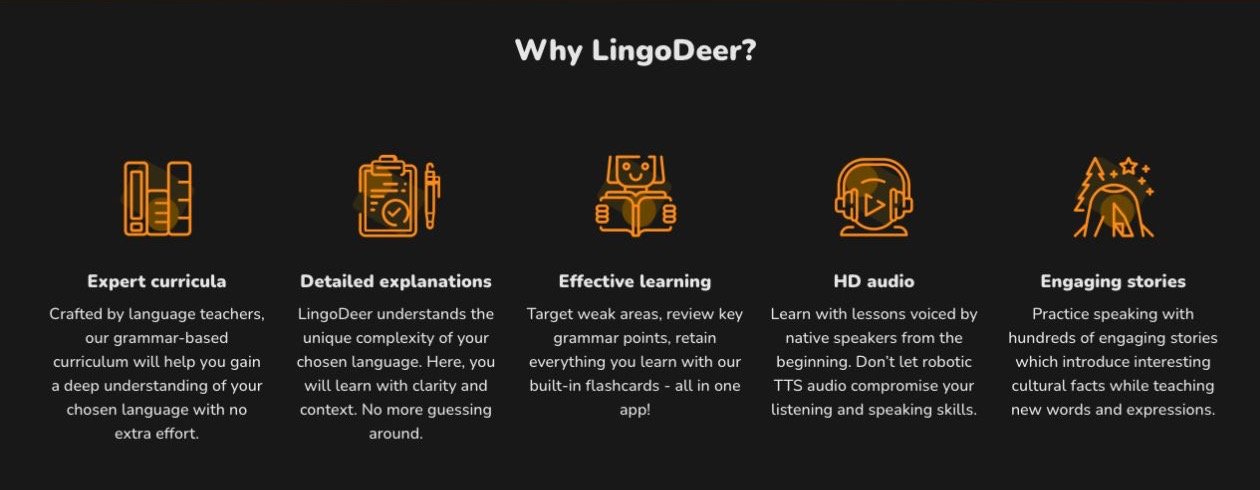 Why LingoDeer?
Expert curricula
Crafted by language teachers,
our grammar-based
curriculum will help you gain
a deep understanding of your
chosen language with no
extra effort.
Detailed explanations
LingoDeer understands the
unique complexity of your
chosen language. Here, you
will learn with clarity and
context. No more guessing
around.
Effective learning
Target weak areas, review key
grammar points, retain
everything you learn with our
built-in flashcards - all in one
app!
HD audio
Learn with lessons voiced by
native speakers from the
beginning. Don't let robotic
TTS audio compromise your
listening and speaking skills.
Engaging stories
Practice speaking with
hundreds of engaging stories
which introduce interesting
cultural facts while teaching
new words and expressions.